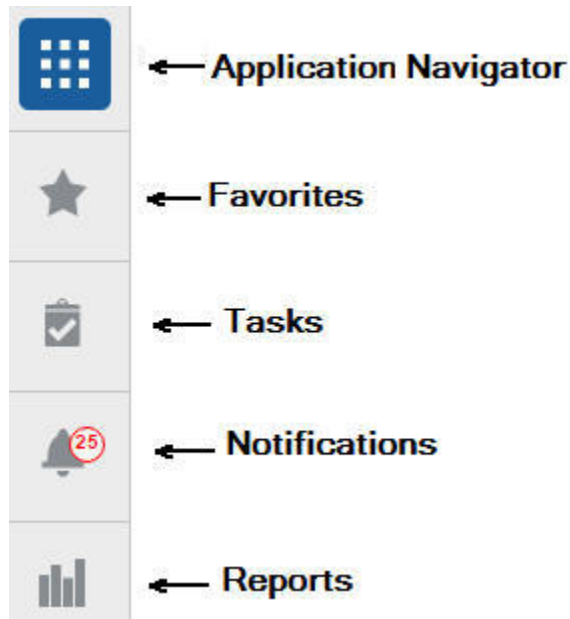 Application Navigator
Favorites
Tasks
25
Notifications
Reports